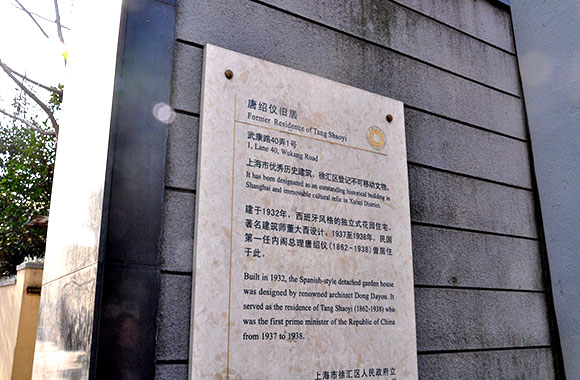 唐绍仪旧居
Former Residence of Tang Shaoyi
武康路40弄1号
1, Lane 40, Wukang Road
上海市优秀历史建筑，徐汇区登记不可移动文物。
It has been designated as an outstanding historical building in
Shanghai and immovable cultural relic in Xuhui District.
建于1932年，西班牙风格的独立式花园住宅，
著名建筑师董大酉设计。1937至1938年，民国
第一任内阁总理唐绍仪(1862-1938)曾居住
于此。
Built in 1932, the Spanish-style detached garden house
was designed by renowned architect Dong Dayou. It
served as the residence of Tang Shaoyi (1862-1938) who
was the first prime minister of the Republic of China
from 1937 to 1938.
上海市徐汇区人民政府立